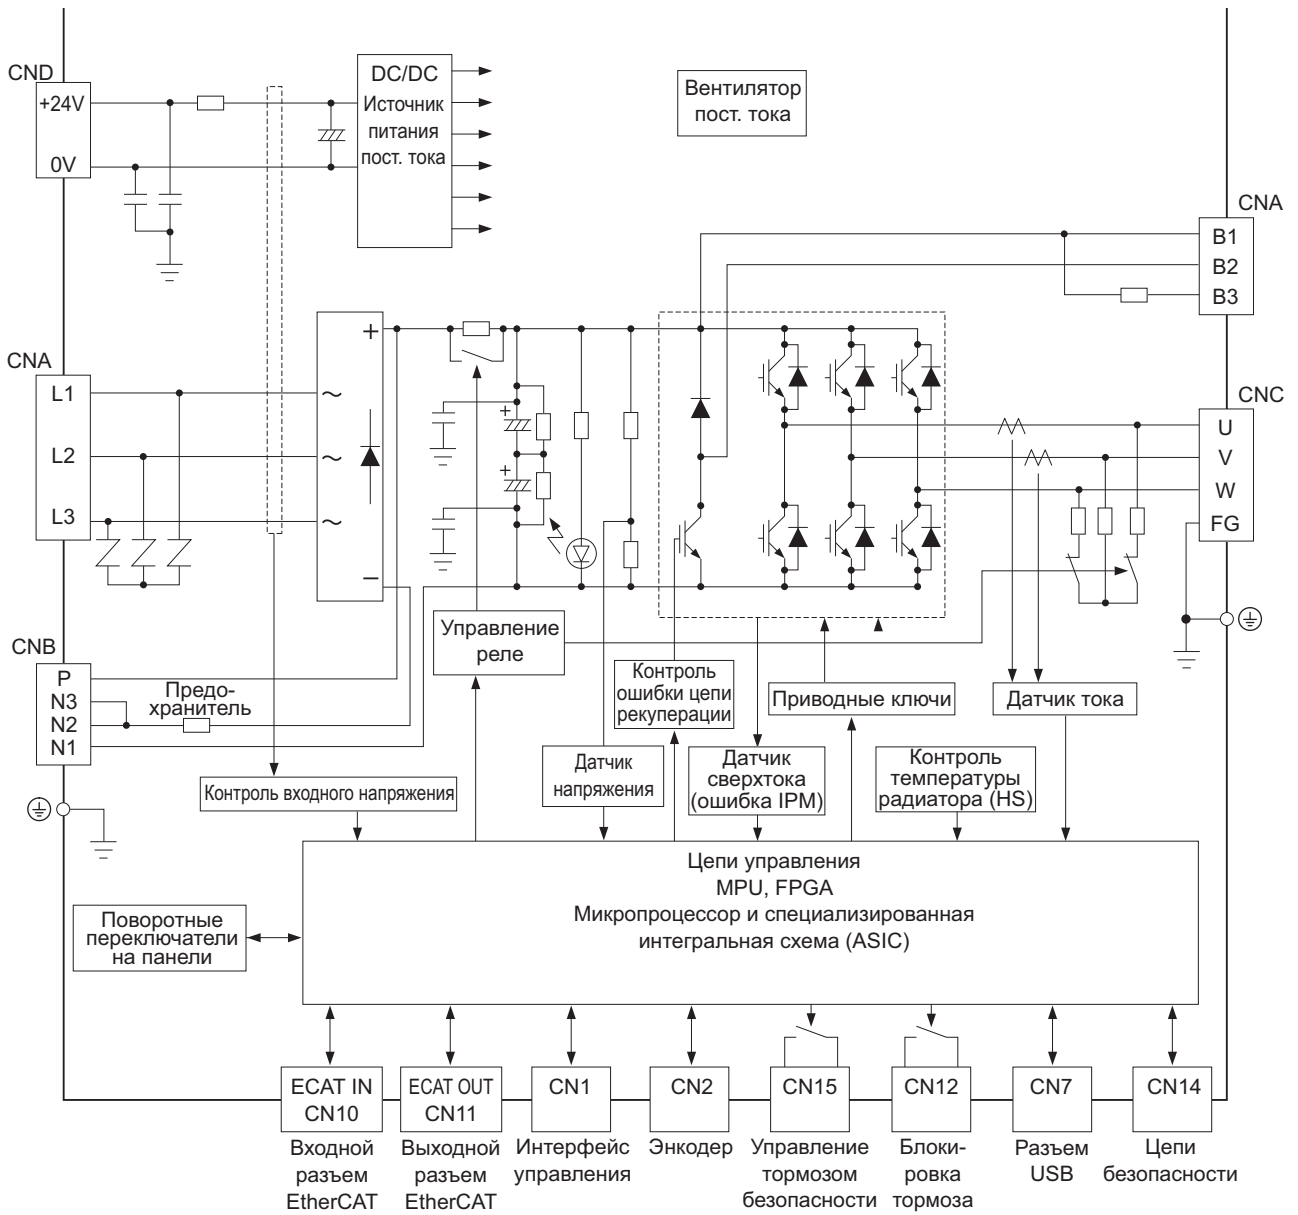 CND
+24V
0V
DC/DC
Источник
питания
пост. тока
Вентилятор
пост. тока
CNA
B1
B2
B3
CNA
L1
L2
L3
+
~
~
~
−
+
+
CNC
U
V
W
FG
CNB
P
N3
N2
N1
Предо-
хранитель
Управление
реле
Контроль
ошибки цепи
рекуперации
Приводные ключи
Датчик тока
Контроль входного напряжения
Датчик
напряжения
Датчик
сверхтока
(ошибка IPM)
Контроль
температуры
радиатора (HS)
Цепи управления
MPU, FPGA
Микропроцессор и специализированная
интегральная схема (ASIC)
Поворотные
переключатели
на панели
ECAT IN
CN10
ECAT OUT
CN11
CN1
CN2
CN15
CN12
CN7
CN14
Входной
разъем
EtherCAT
Выходной
разъем
EtherCAT
Интерфейс
управления
Энкодер
Управление
тормозом
безопасности
Блоки-
ровка
тормоза
Разъем
USB
Цепи
безопасности